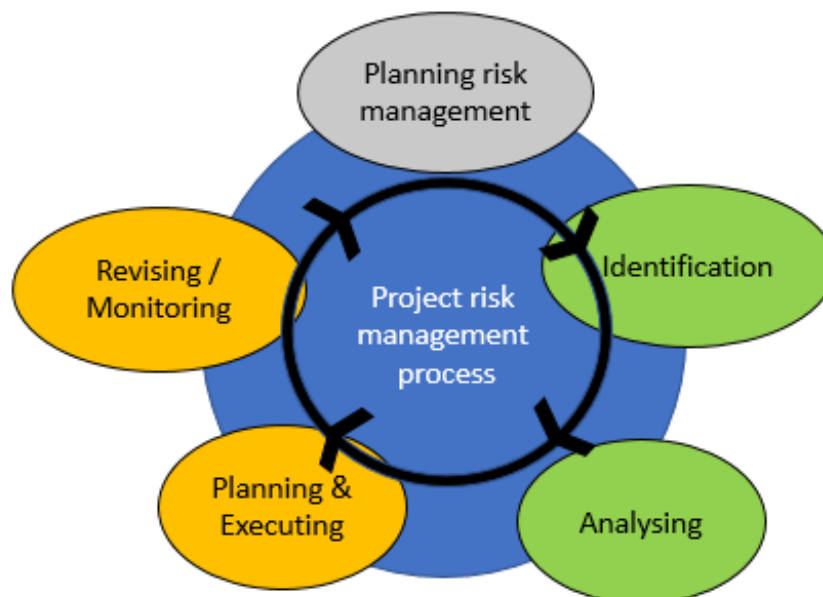 Planning risk
management
Identification
Analysing
Planning &
Executing
Revising /
Monitoring
Project risk
management
process